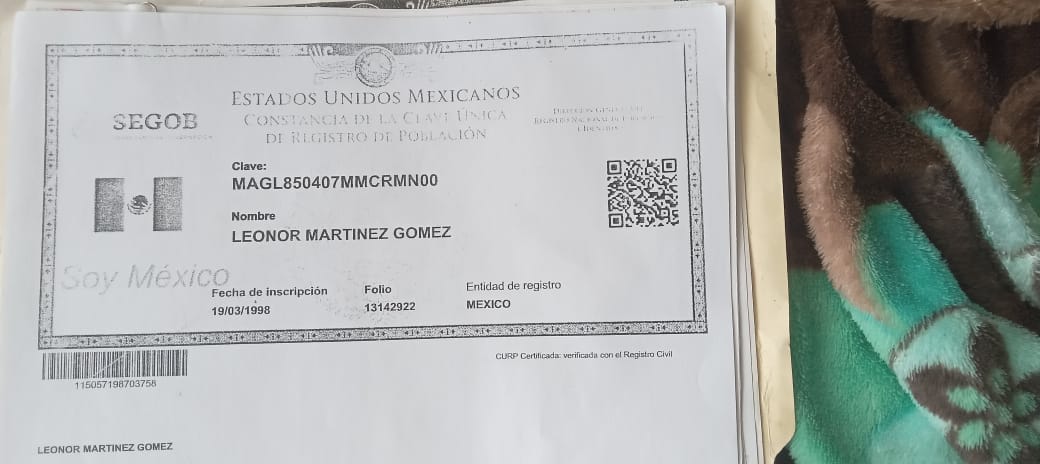 ESTADOS UNIDOS MEXICANOS
CONSTANCIA DE LA CLAVE ÚNICA
DE REGISTRO DE POBLACIÓN
SEGOB
Clave:
MAGL850407MMCRMN00
Nombre
LEONOR MARTINEZ GOMEZ
Soy México
Fecha de inscripción
19/03/1998
Folio
13142922
Entidad de registro
MEXICO
115057198703758
CURP Certificada: verificada con el Registro Civil
LEONOR MARTINEZ GOMEZ